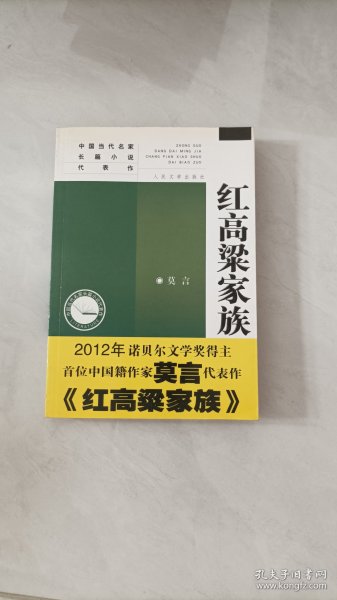 中国当代名家
长篇小说
代表作
ZHONG GUO
DANG DAI MING JIA
CHANG PIAN XIAO SHUO
DAI BIAO ZUO
人民文学出版社
红高粱家族
莫言
2012年诺贝尔文学奖得主
首位中国籍作家莫言代表作
《红高粱家族》
孔夫子旧书网
www.kongfz.com